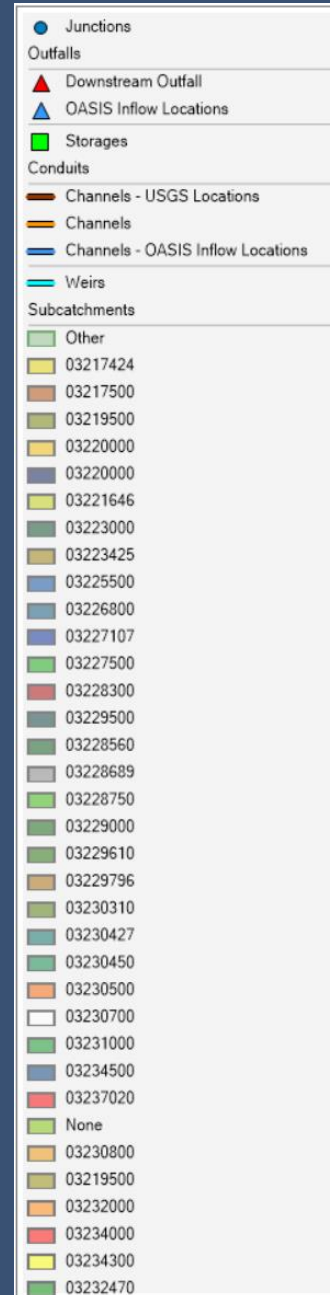 Junctions
Outfalls
Downstream Outfall
OASIS Inflow Locations
Storages
Conduits
Channels - USGS Locations
Channels
Channels - OASIS Inflow Locations
Weirs
Subcatchments
Other
03217424
03217500
03219500
03220000
03220000
03221646
03223000
03223425
03225500
03226800
03227107
03227500
03228300
03229500
03228560
03228689
03228750
03229000
03229610
03229796
03230310
03230427
03230450
03230500
03230700
03231000
03234500
03237020
None
03230800
03219500
03232000
03234000
03234300
03232470